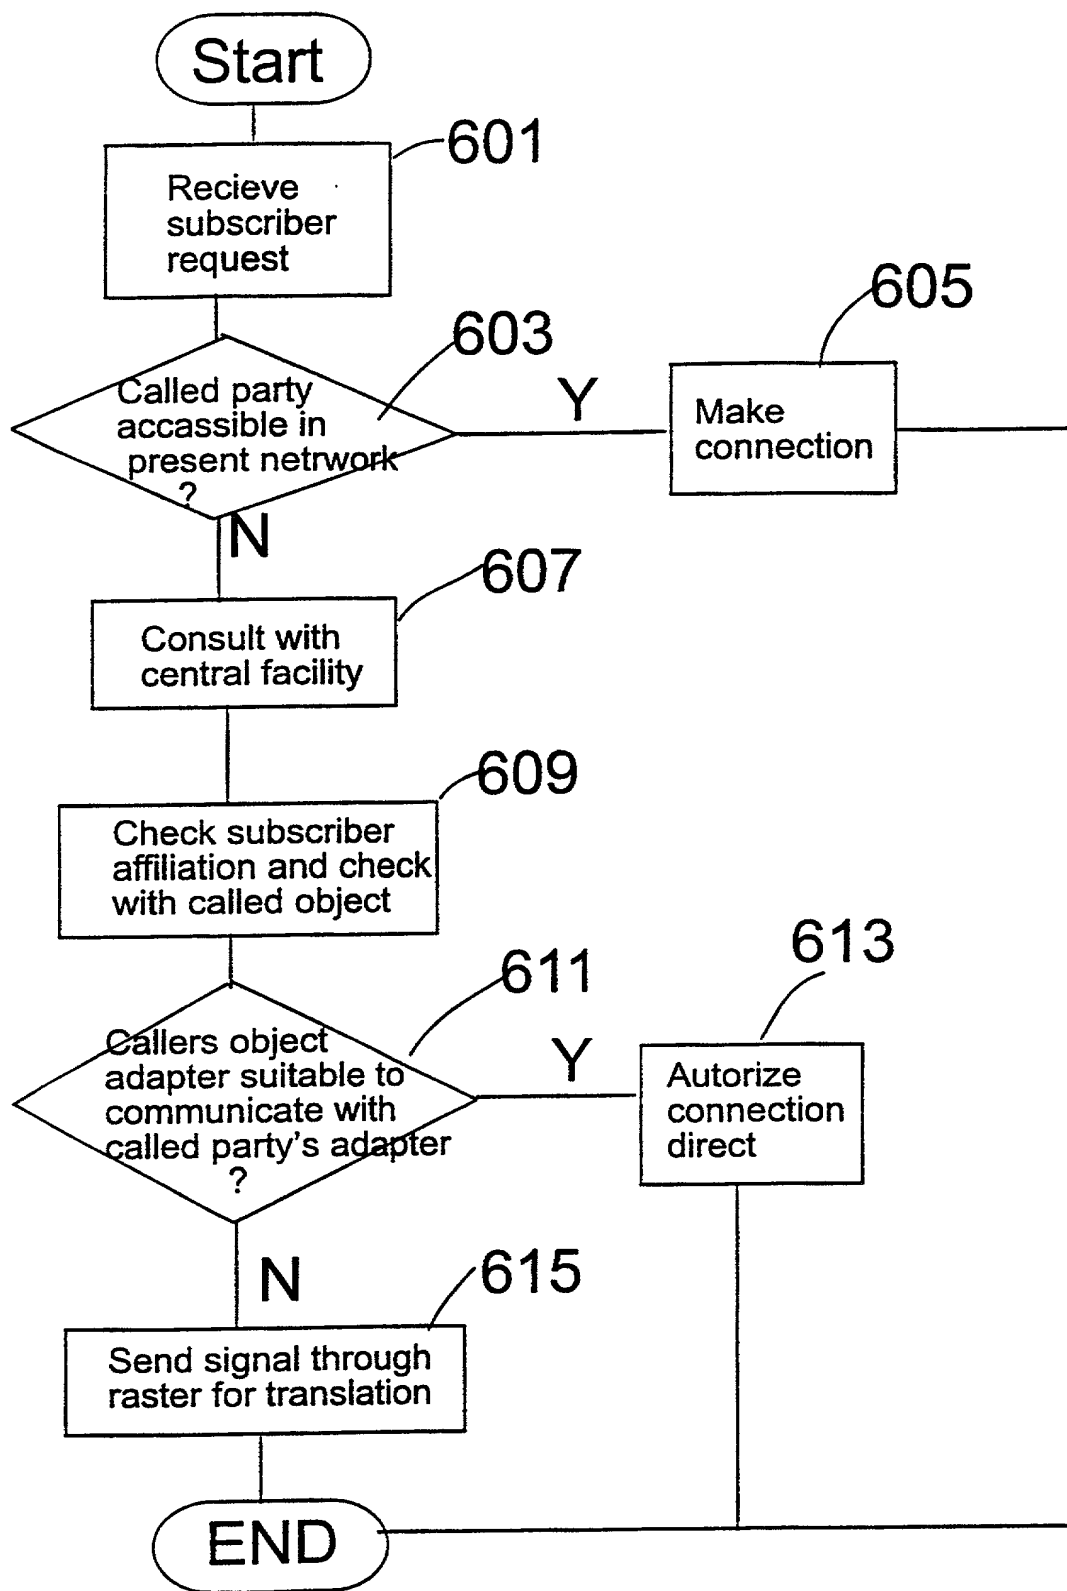 Start
601
Recieve
subscriber
request
603
605
Called party
accassible in
present netrwork
?
Y
Make
connection
N
607
Consult with
central facility
609
Check subscriber
affiliation and check
with called object
611
613
Callers object
adapter suitable to
communicate with
called party's adapter
?
Y
Autorize
connection
direct
N
615
Send signal through
raster for translation
END